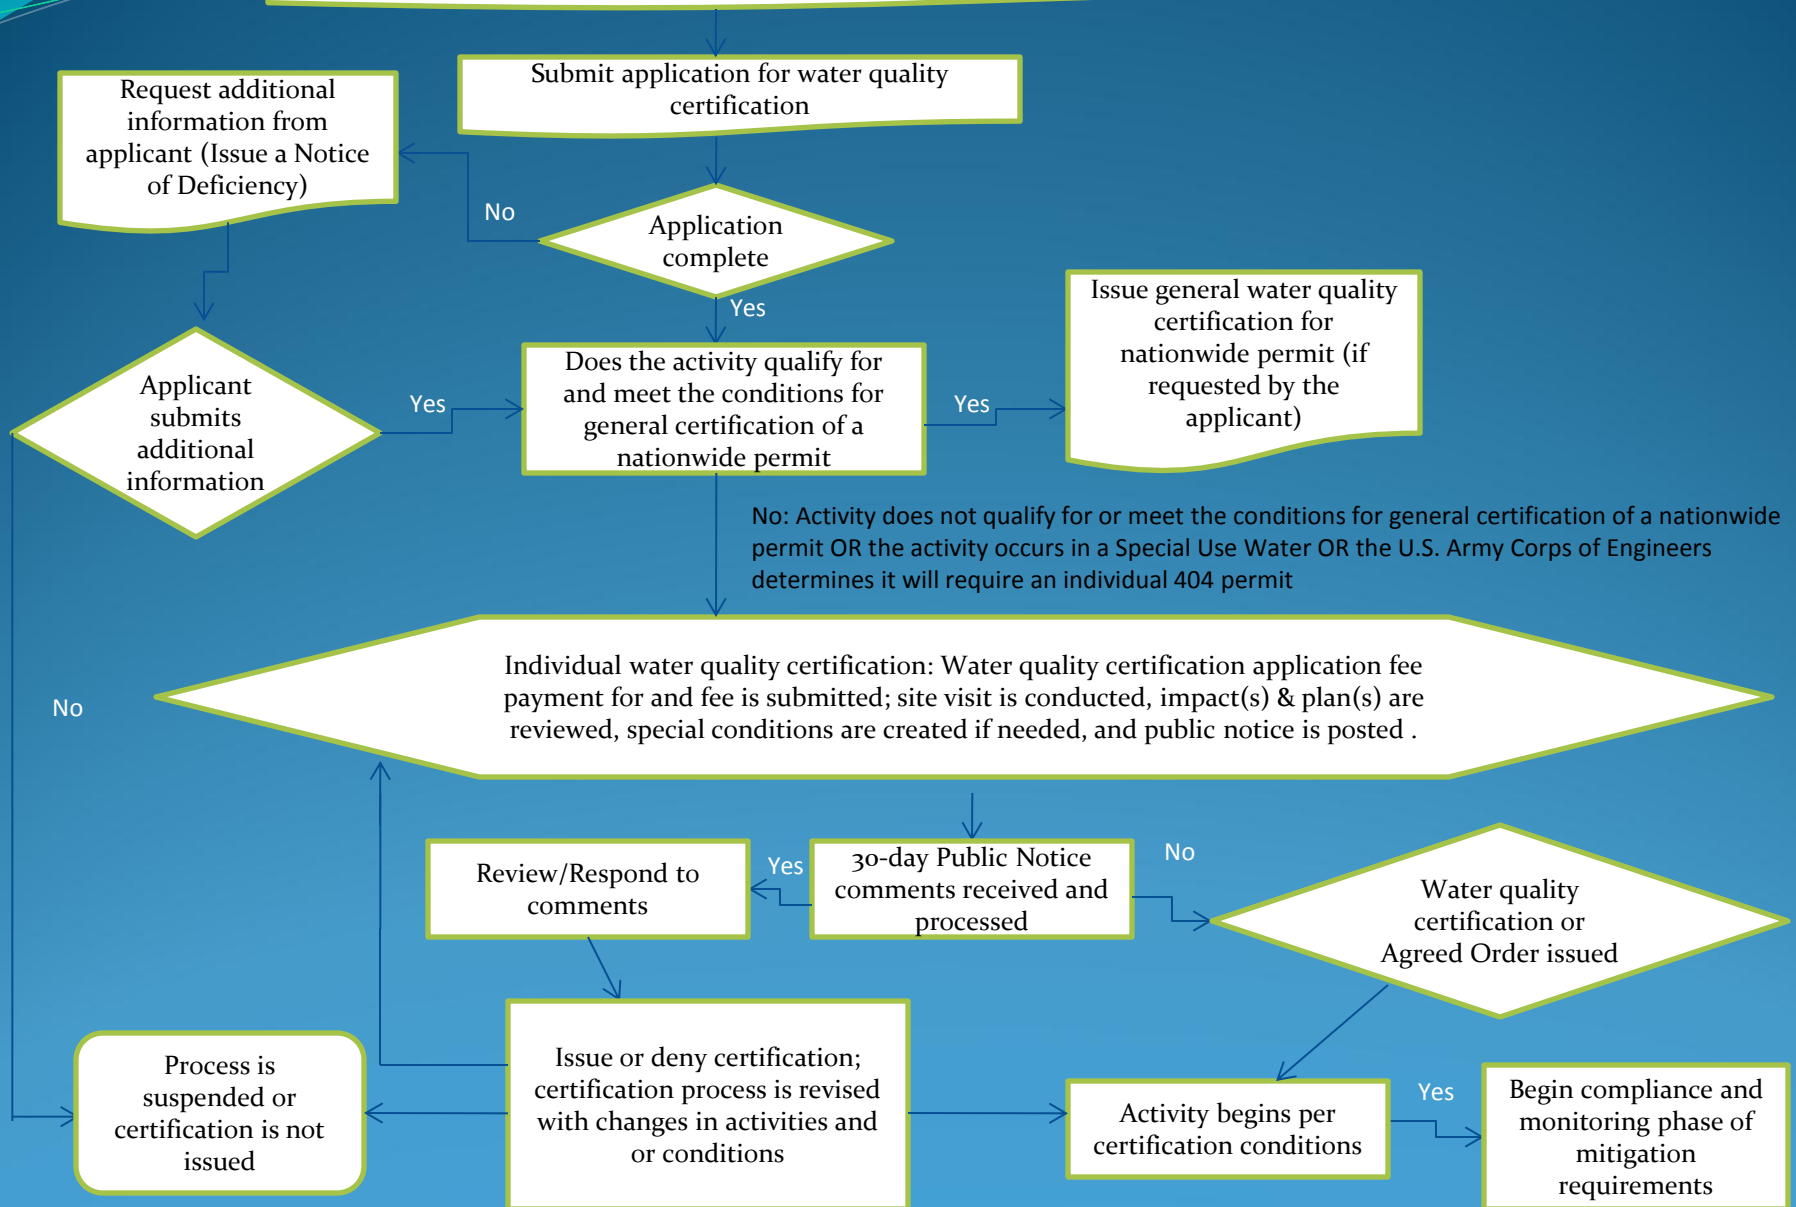 Submit application for water quality
certification
Request additional
information from
applicant (Issue a Notice
of Deficiency)
No
Application
complete
Yes
Issue general water quality
certification for
nationwide permit (if
requested by the
applicant)
Does the activity qualify for
and meet the conditions for
general certification of a
nationwide permit
Yes
Applicant
submits
additional
information
Yes
No: Activity does not qualify for or meet the conditions for general certification of a nationwide
permit OR the activity occurs in a Special Use Water OR the U.S. Army Corps of Engineers
determines it will require an individual 404 permit
Individual water quality certification: Water quality certification application fee
payment for and fee is submitted; site visit is conducted, impact(s) & plan(s) are
reviewed, special conditions are created if needed, and public notice is posted .
No
Review/Respond to
comments
Yes
30-day Public Notice
comments received and
processed
No
Water quality
certification or
Agreed Order issued
Process is
suspended or
certification is not
issued
Issue or deny certification;
certification process is revised
with changes in activities and
or conditions
Activity begins per
certification conditions
Yes
Begin compliance and
monitoring phase of
mitigation
requirements